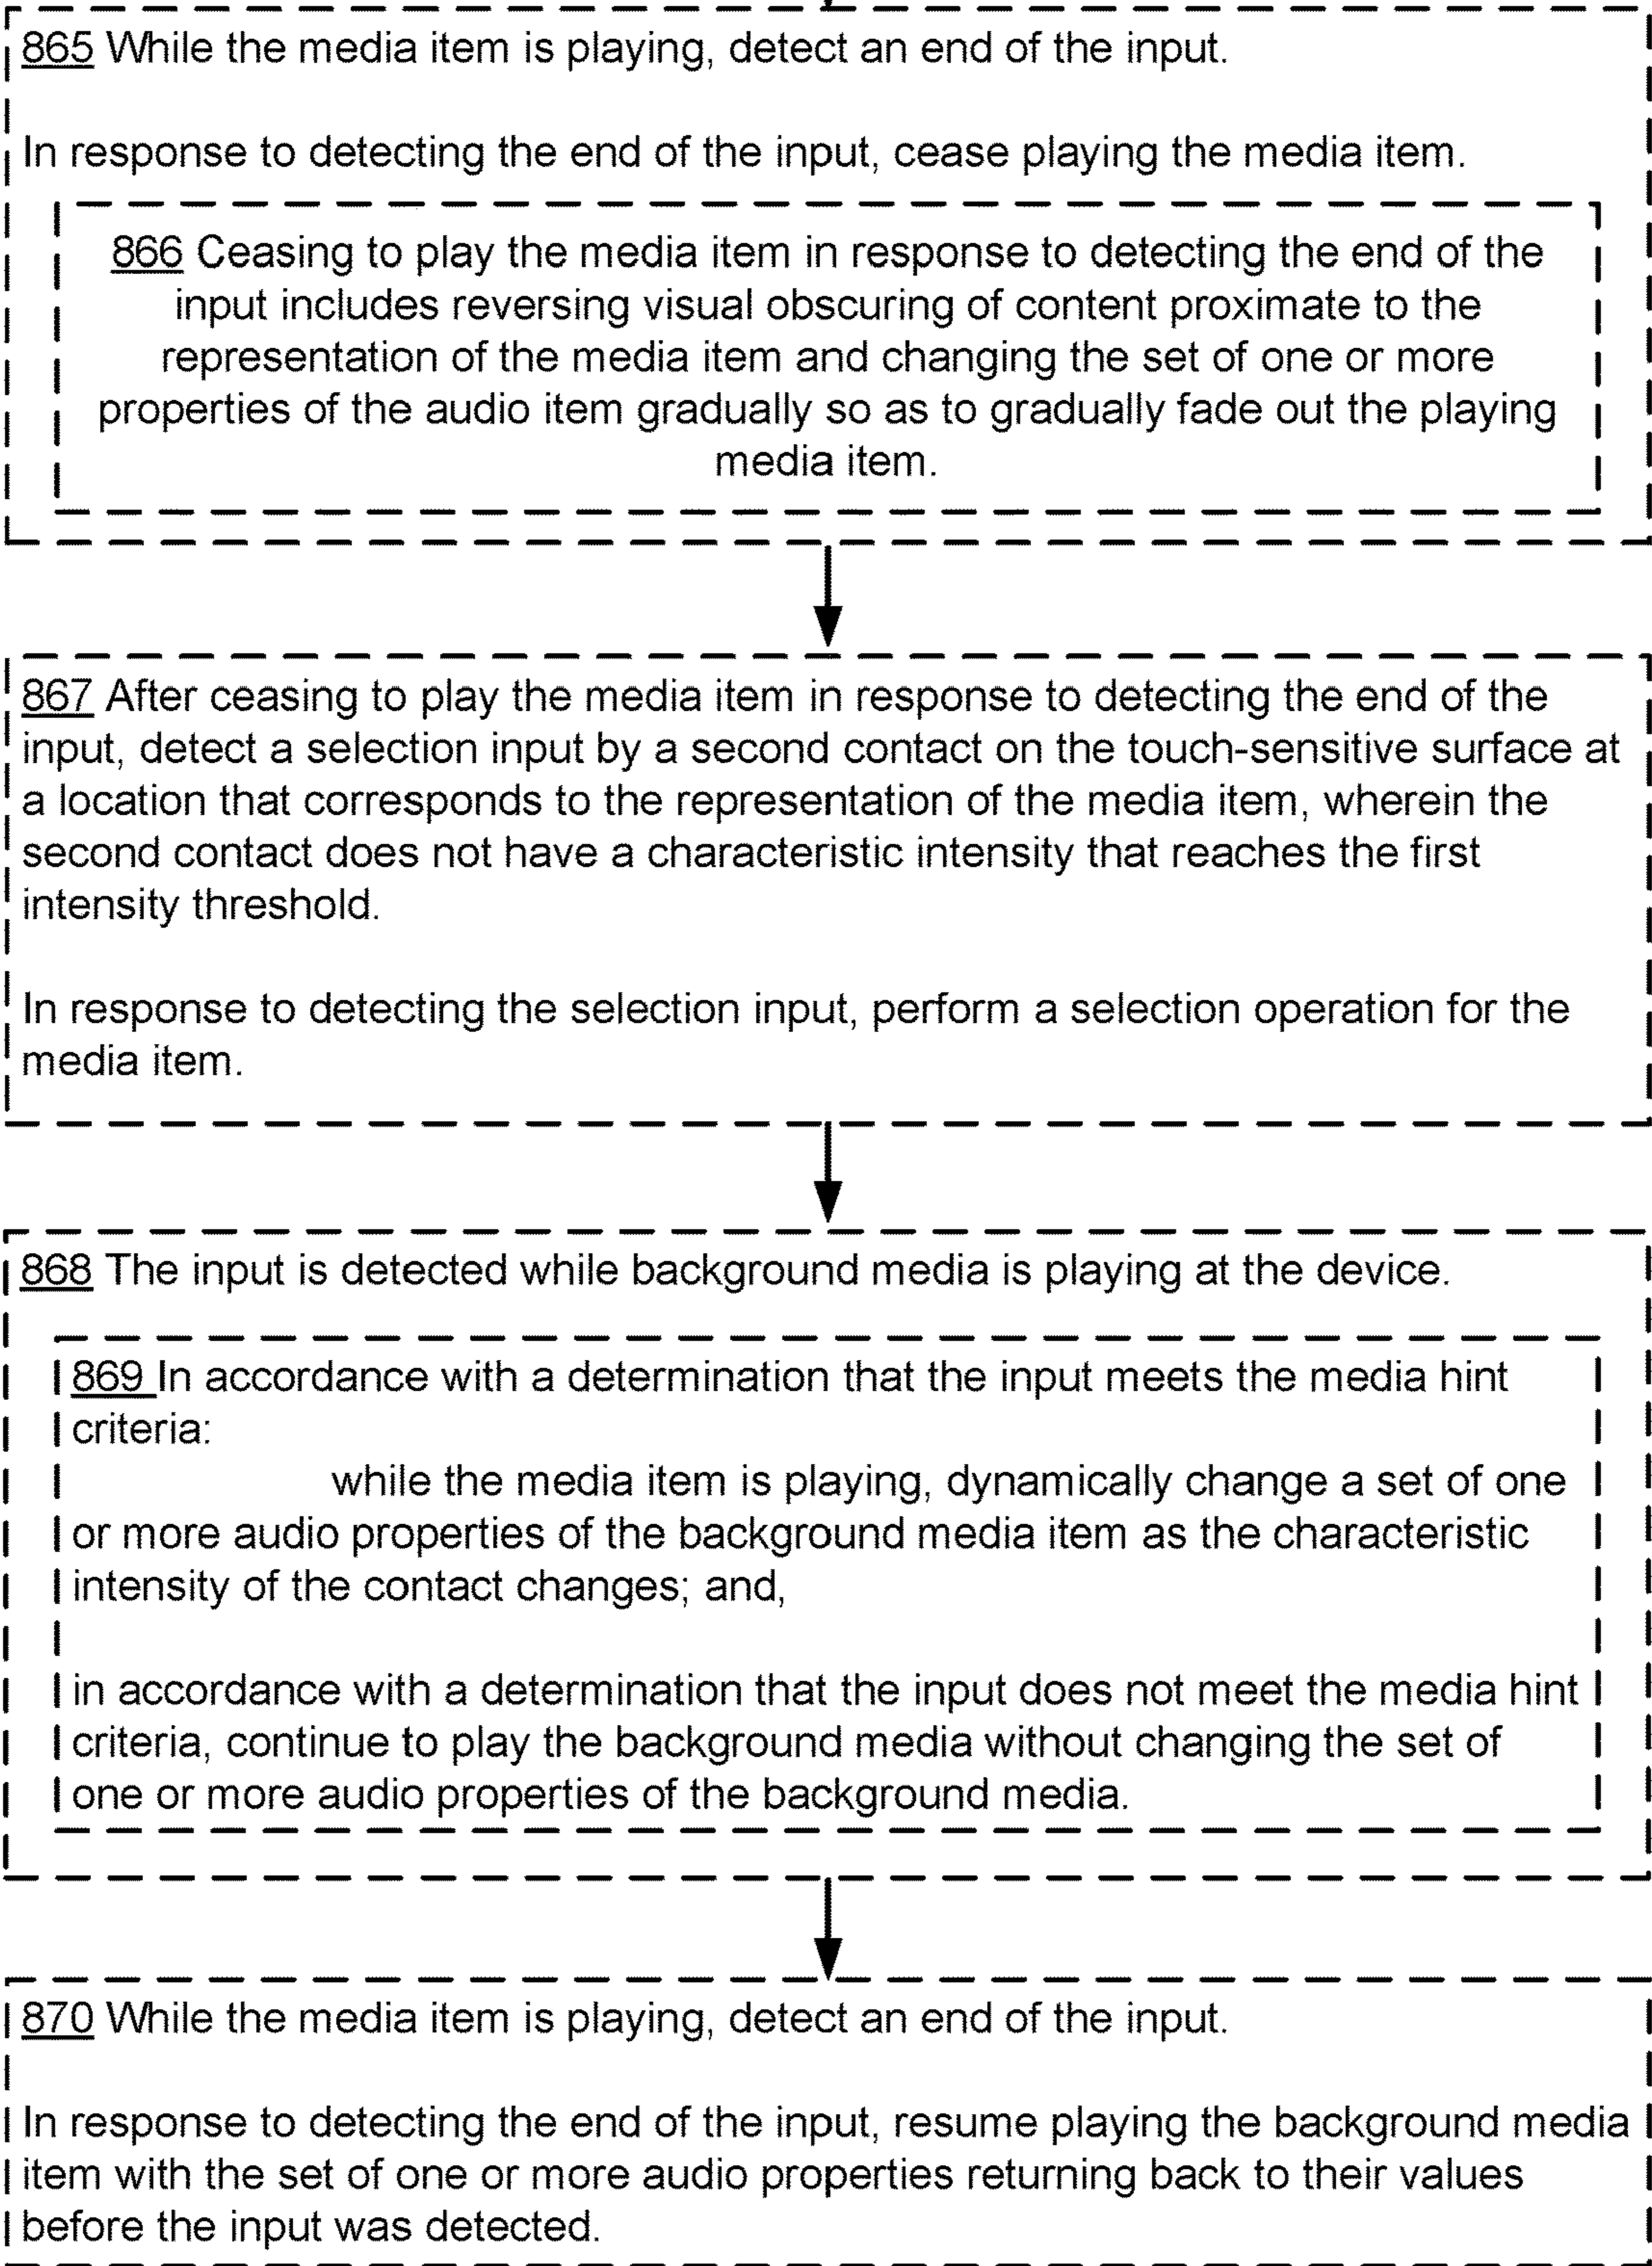 865 While the media item is playing, detect an end of the input.
In response to detecting the end of the input, cease playing the media item.
866 Ceasing to play the media item in response to detecting the end of the
input includes reversing visual obscuring of content proximate to the
representation of the media item and changing the set of one or more
properties of the audio item gradually so as to gradually fade out the playing
media item.
867 After ceasing to play the media item in response to detecting the end of the
input, detect a selection input by a second contact on the touch-sensitive surface at
a location that corresponds to the representation of the media item, wherein the
second contact does not have a characteristic intensity that reaches the first
intensity threshold.
In response to detecting the selection input, perform a selection operation for the
media item.
868 The input is detected while background media is playing at the device.
869 In accordance with a determination that the input meets the media hint
criteria:
while the media item is playing, dynamically change a set of one
or more audio properties of the background media item as the characteristic
intensity of the contact changes; and,
in accordance with a determination that the input does not meet the media hint
criteria, continue to play the background media without changing the set of
one or more audio properties of the background media.
870 While the media item is playing, detect an end of the input.
In response to detecting the end of the input, resume playing the background media
item with the set of one or more audio properties returning back to their values
before the input was detected.